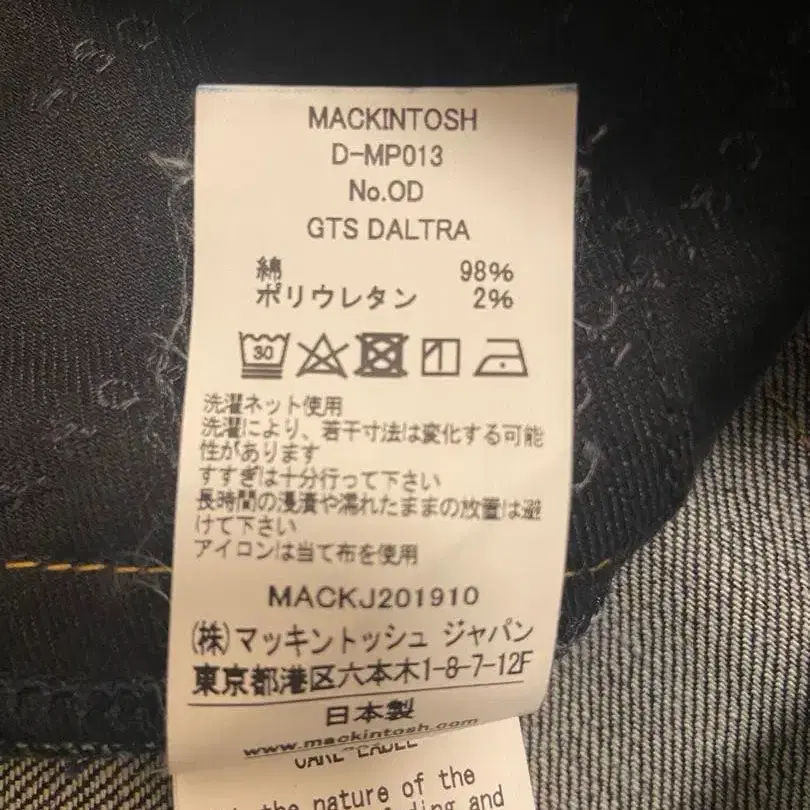 MACKINTOSH
D-MP013
No.OD
GTS DALTRA
綿 98%
ポリウレタン 2%
30
洗濯ネット使用
洗濯により、若干寸法は変化する可能
性があります
すすぎは十分行って下さい
長時間の浸漬や濡れたままの放置は避
けて下さい
アイロンは当て布を使用
MACKJ201910
(株)マッキントッシュ ジャパン
東京都港区六本木1-8-7-12F
日本製
www.mackintosh.com
CARE LABEL
the nature of the
and